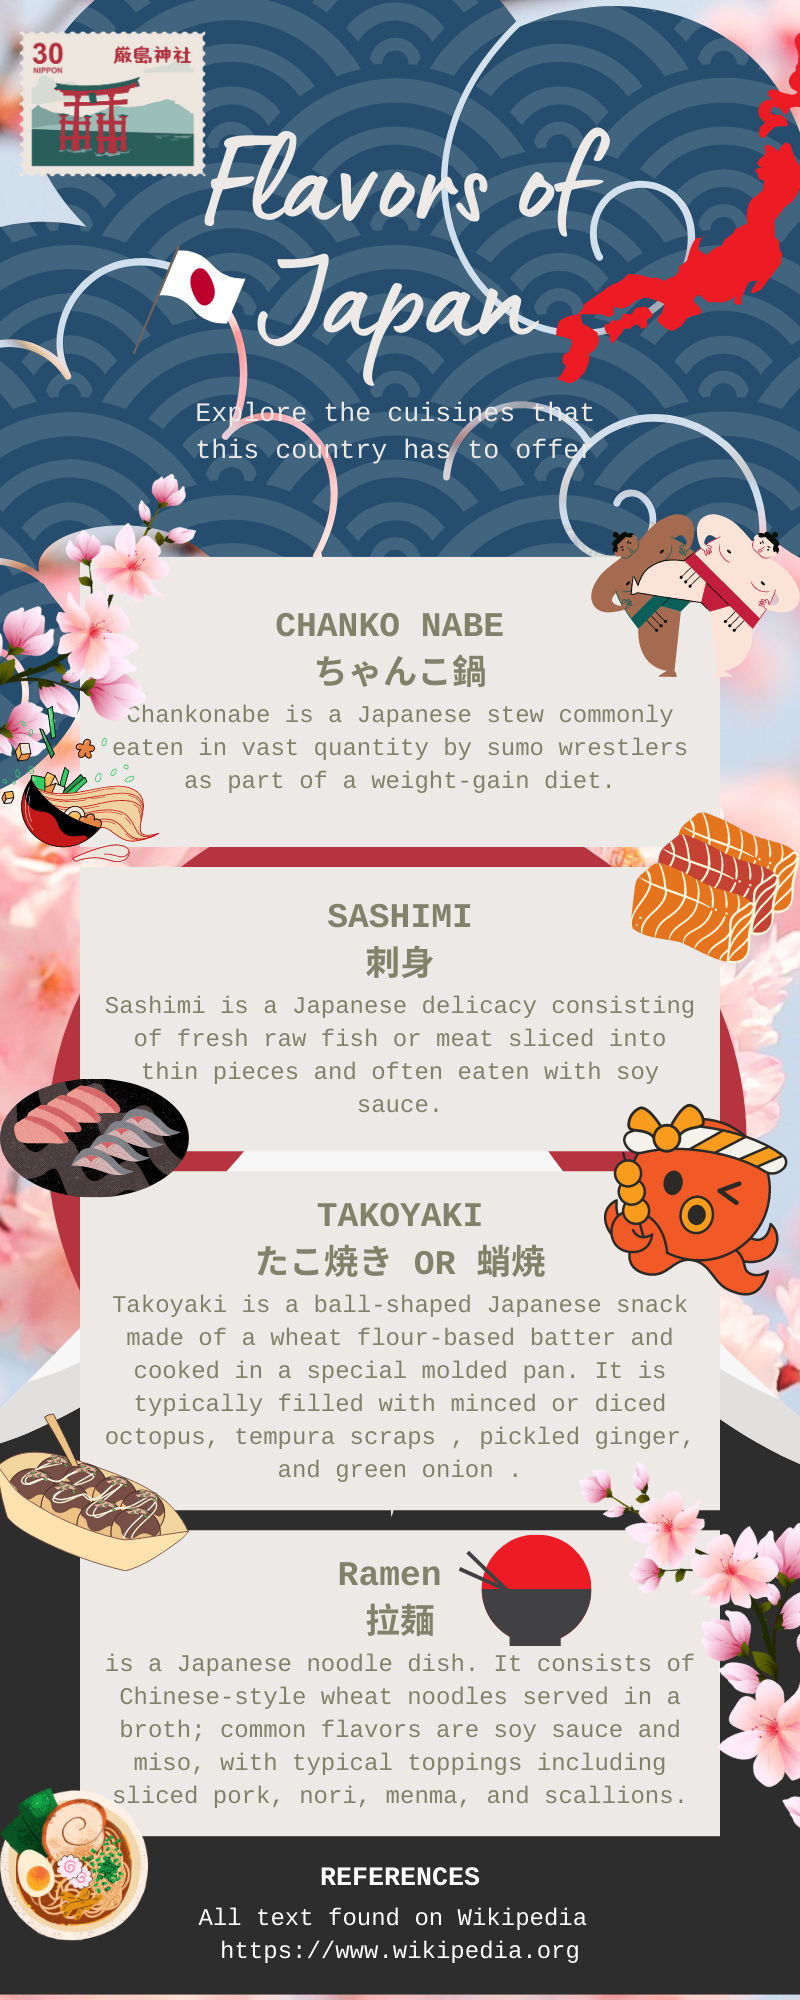 30
NIPPON
厳島神社
Flavors of
Japan
Explore the cuisines that
this country has to offer
CHANKO NABE
ちゃんこ鍋
Chankonabe is a Japanese stew commonly
eaten in vast quantity by sumo wrestlers
as part of a weight-gain diet.
SASHIMI
刺身
Sashimi is a Japanese delicacy consisting
of fresh raw fish or meat sliced into
thin pieces and often eaten with soy
sauce.
TAKOYAKI
たこ焼き OR 蛸焼
Takoyaki is a ball-shaped Japanese snack
made of a wheat flour-based batter and
cooked in a special molded pan. It is
typically filled with minced or diced
octopus, tempura scraps , pickled ginger,
and green onion .
Ramen
拉麺
is a Japanese noodle dish. It consists of
Chinese-style wheat noodles served in a
broth; common flavors are soy sauce and
miso, with typical toppings including
sliced pork, nori, menma, and scallions.
REFERENCES
All text found on Wikipedia
https://www.wikipedia.org